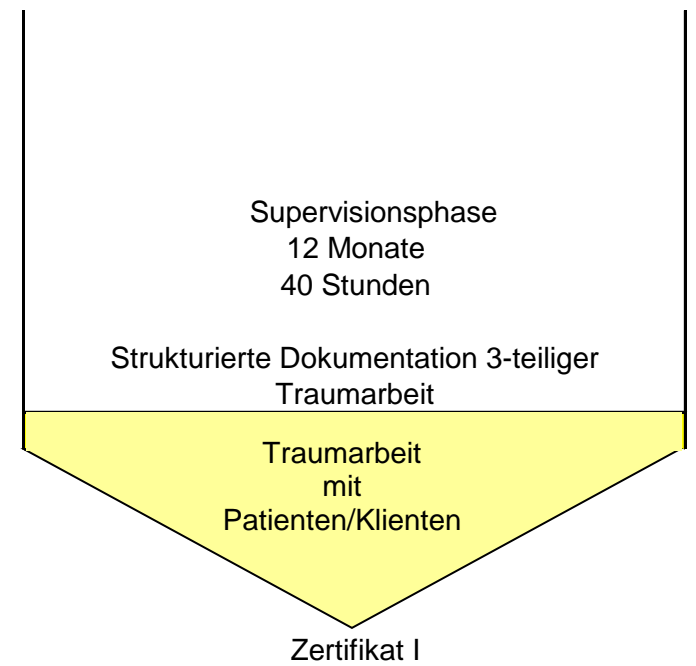 Supervisionsphase
12 Monate
40 Stunden
Strukturierte Dokumentation 3-teiliger
Traumarbeit
Traumarbeit
mit
Patienten/Klienten
Zertifikat I